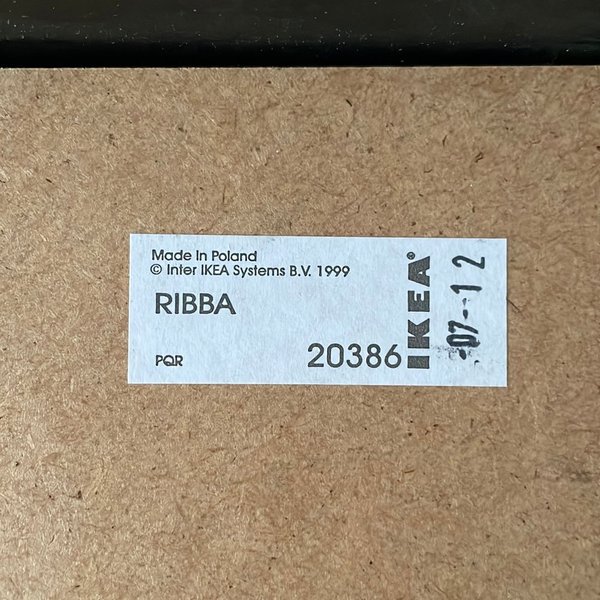 Made In Poland
© Inter IKEA Systems B.V. 1999
RIBBA
PQR
20386
IKEA®
-07--12